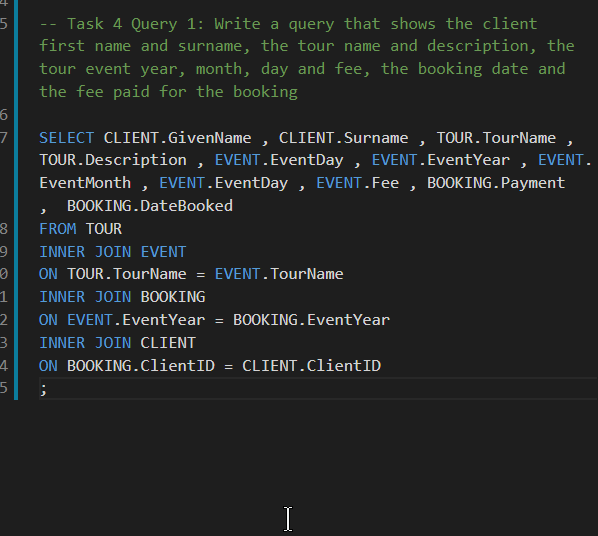 4
5 -- Task 4 Query 1: Write a query that shows the client
first name and surname, the tour name and description, the
tour event year, month, day and fee, the booking date and
the fee paid for the booking
6
7 SELECT CLIENT.GivenName , CLIENT.Surname , TOUR.TourName ,
TOUR.Description , EVENT.EventDay , EVENT.EventYear , EVENT.
EventMonth , EVENT.EventDay , EVENT.Fee , BOOKING.Payment
,  BOOKING.DateBooked
8 FROM TOUR
9 INNER JOIN EVENT
0 ON TOUR.TourName = EVENT.TourName
1 INNER JOIN BOOKING
2 ON EVENT.EventYear = BOOKING.EventYear
3 INNER JOIN CLIENT
4 ON BOOKING.ClientID = CLIENT.ClientID
5 ;